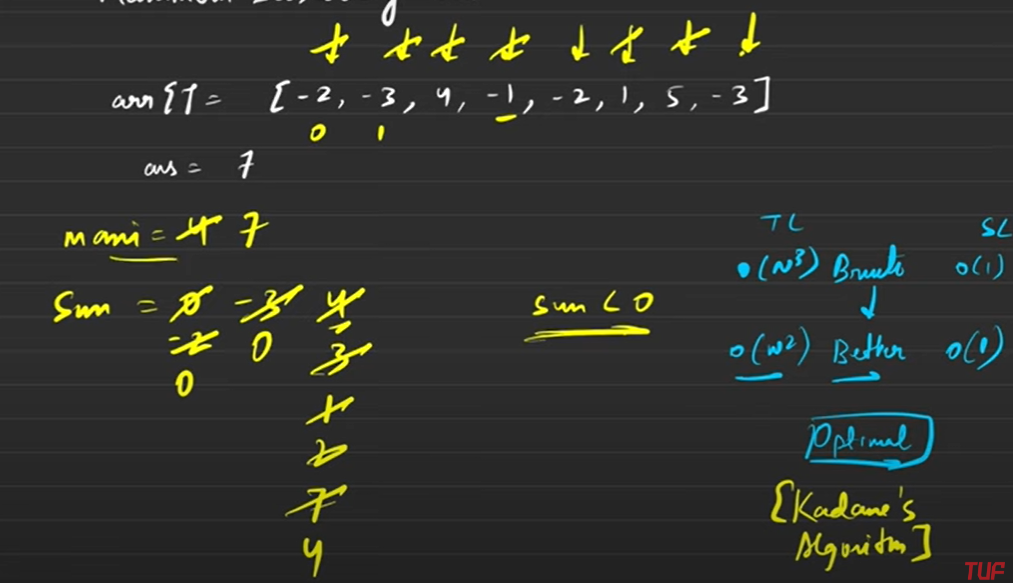 arr[] = [-2, -3, 4, -1, -2, 1, 5, -3]
0 1
ans = 7
maxi = 4 7
Sum = 0 -3 4
-2 0 3
0
1
2
7
4
sum < 0
TC SC
O(N³) Brute O(1)
O(N²) Better O(1)
Optimal
[Kadane's
Algorithm]
TUF